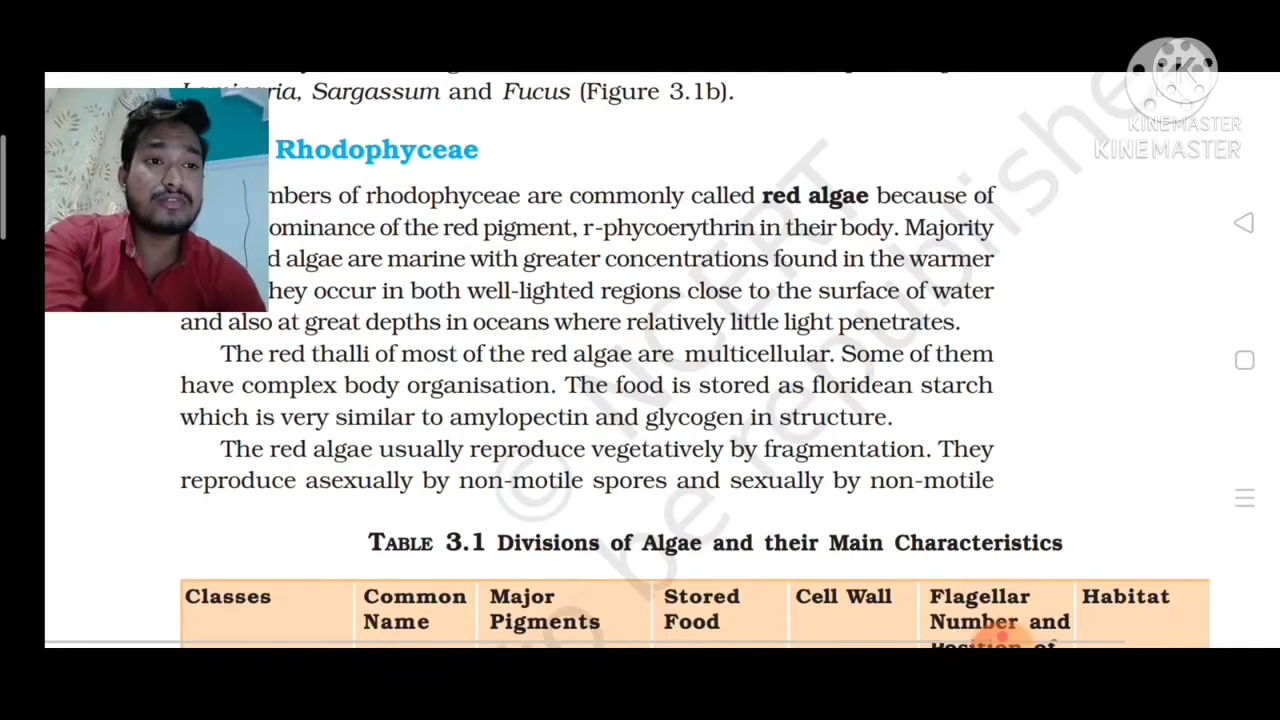 KINEMASTER
KINEMASTER
Laminaria, Sargassum and Fucus (Figure 3.1b).
Rhodophyceae
mbers of rhodophyceae are commonly called red algae because of
ominance of the red pigment, r-phycoerythrin in their body. Majority
d algae are marine with greater concentrations found in the warmer
hey occur in both well-lighted regions close to the surface of water
and also at great depths in oceans where relatively little light penetrates.
The red thalli of most of the red algae are multicellular. Some of them
have complex body organisation. The food is stored as floridean starch
which is very similar to amylopectin and glycogen in structure.
The red algae usually reproduce vegetatively by fragmentation. They
reproduce asexually by non-motile spores and sexually by non-motile
© NCERT
be republished
TABLE 3.1 Divisions of Algae and their Main Characteristics
Classes
Common
Name
Major
Pigments
Stored
Food
Cell Wall
Flagellar
Number and
Position of
Habitat